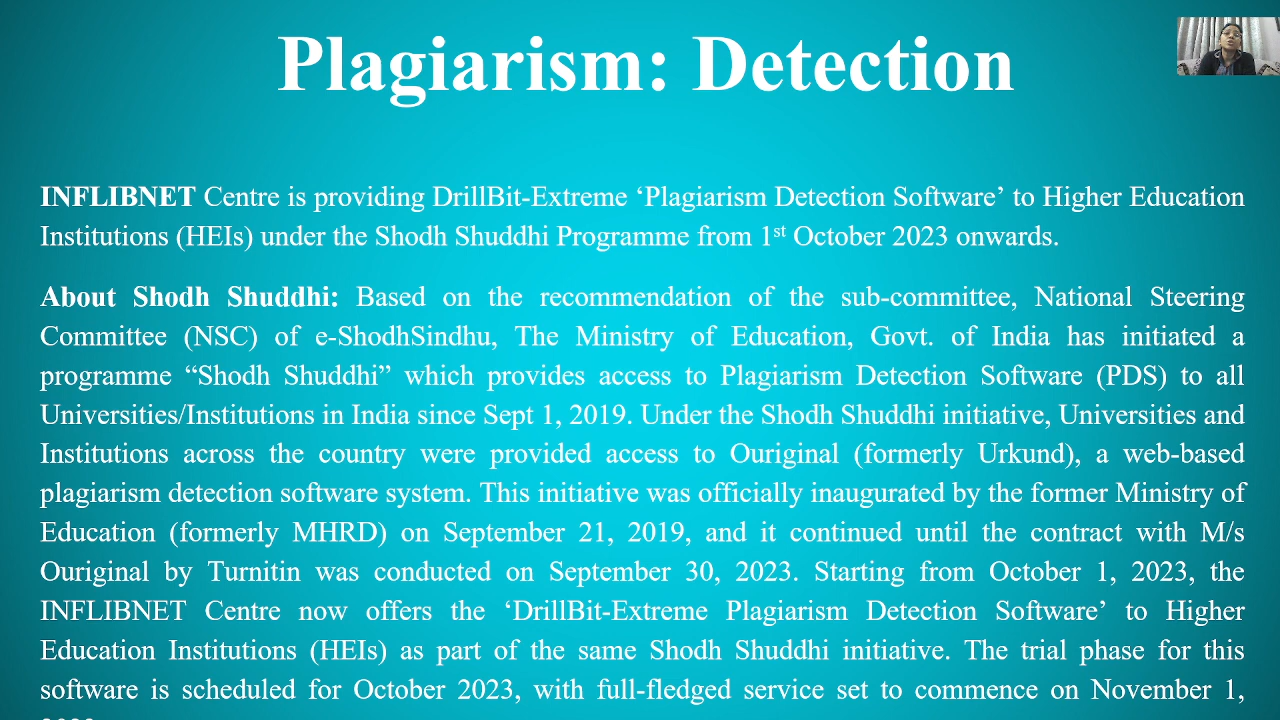 Plagiarism: Detection
INFLIBNET Centre is providing DrillBit-Extreme ‘Plagiarism Detection Software’ to Higher Education
Institutions (HEIs) under the Shodh Shuddhi Programme from 1st October 2023 onwards.
About Shodh Shuddhi: Based on the recommendation of the sub-committee, National Steering
Committee (NSC) of e-ShodhSindhu, The Ministry of Education, Govt. of India has initiated a
programme “Shodh Shuddhi” which provides access to Plagiarism Detection Software (PDS) to all
Universities/Institutions in India since Sept 1, 2019. Under the Shodh Shuddhi initiative, Universities and
Institutions across the country were provided access to Ouriginal (formerly Urkund), a web-based
plagiarism detection software system. This initiative was officially inaugurated by the former Ministry of
Education (formerly MHRD) on September 21, 2019, and it continued until the contract with M/s
Ouriginal by Turnitin was conducted on September 30, 2023. Starting from October 1, 2023, the
INFLIBNET Centre now offers the ‘DrillBit-Extreme Plagiarism Detection Software’ to Higher
Education Institutions (HEIs) as part of the same Shodh Shuddhi initiative. The trial phase for this
software is scheduled for October 2023, with full-fledged service set to commence on November 1,